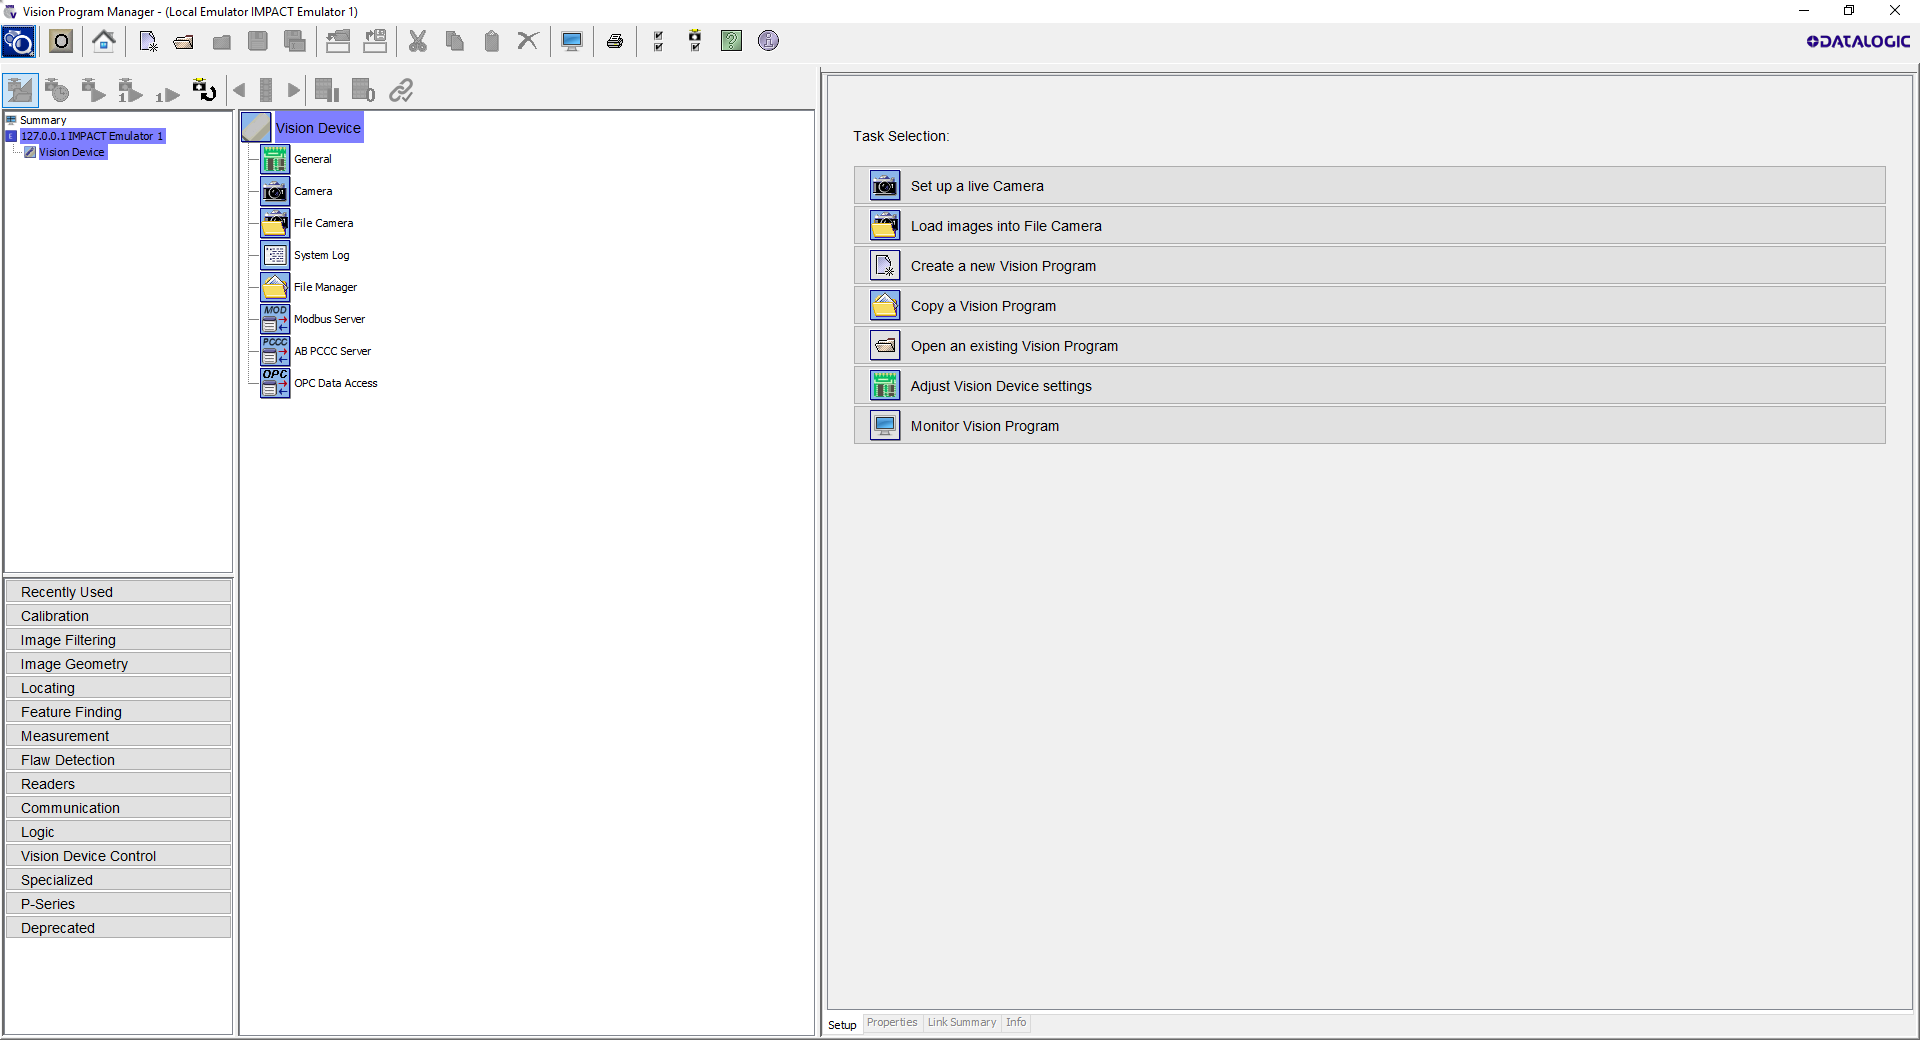 Vision Program Manager - (Local Emulator IMPACT Emulator 1)
DATALOGIC
Summary
127.0.0.1 IMPACT Emulator 1
Vision Device
Recently Used
Calibration
Image Filtering
Image Geometry
Locating
Feature Finding
Measurement
Flaw Detection
Readers
Communication
Logic
Vision Device Control
Specialized
P-Series
Deprecated
Vision Device
General
Camera
File Camera
System Log
File Manager
MOD
Modbus Server
PCCC
AB PCCC Server
OPC
OPC Data Access
Task Selection:
Set up a live Camera
Load images into File Camera
Create a new Vision Program
Copy a Vision Program
Open an existing Vision Program
Adjust Vision Device settings
Monitor Vision Program
Setup Properties Link Summary Info